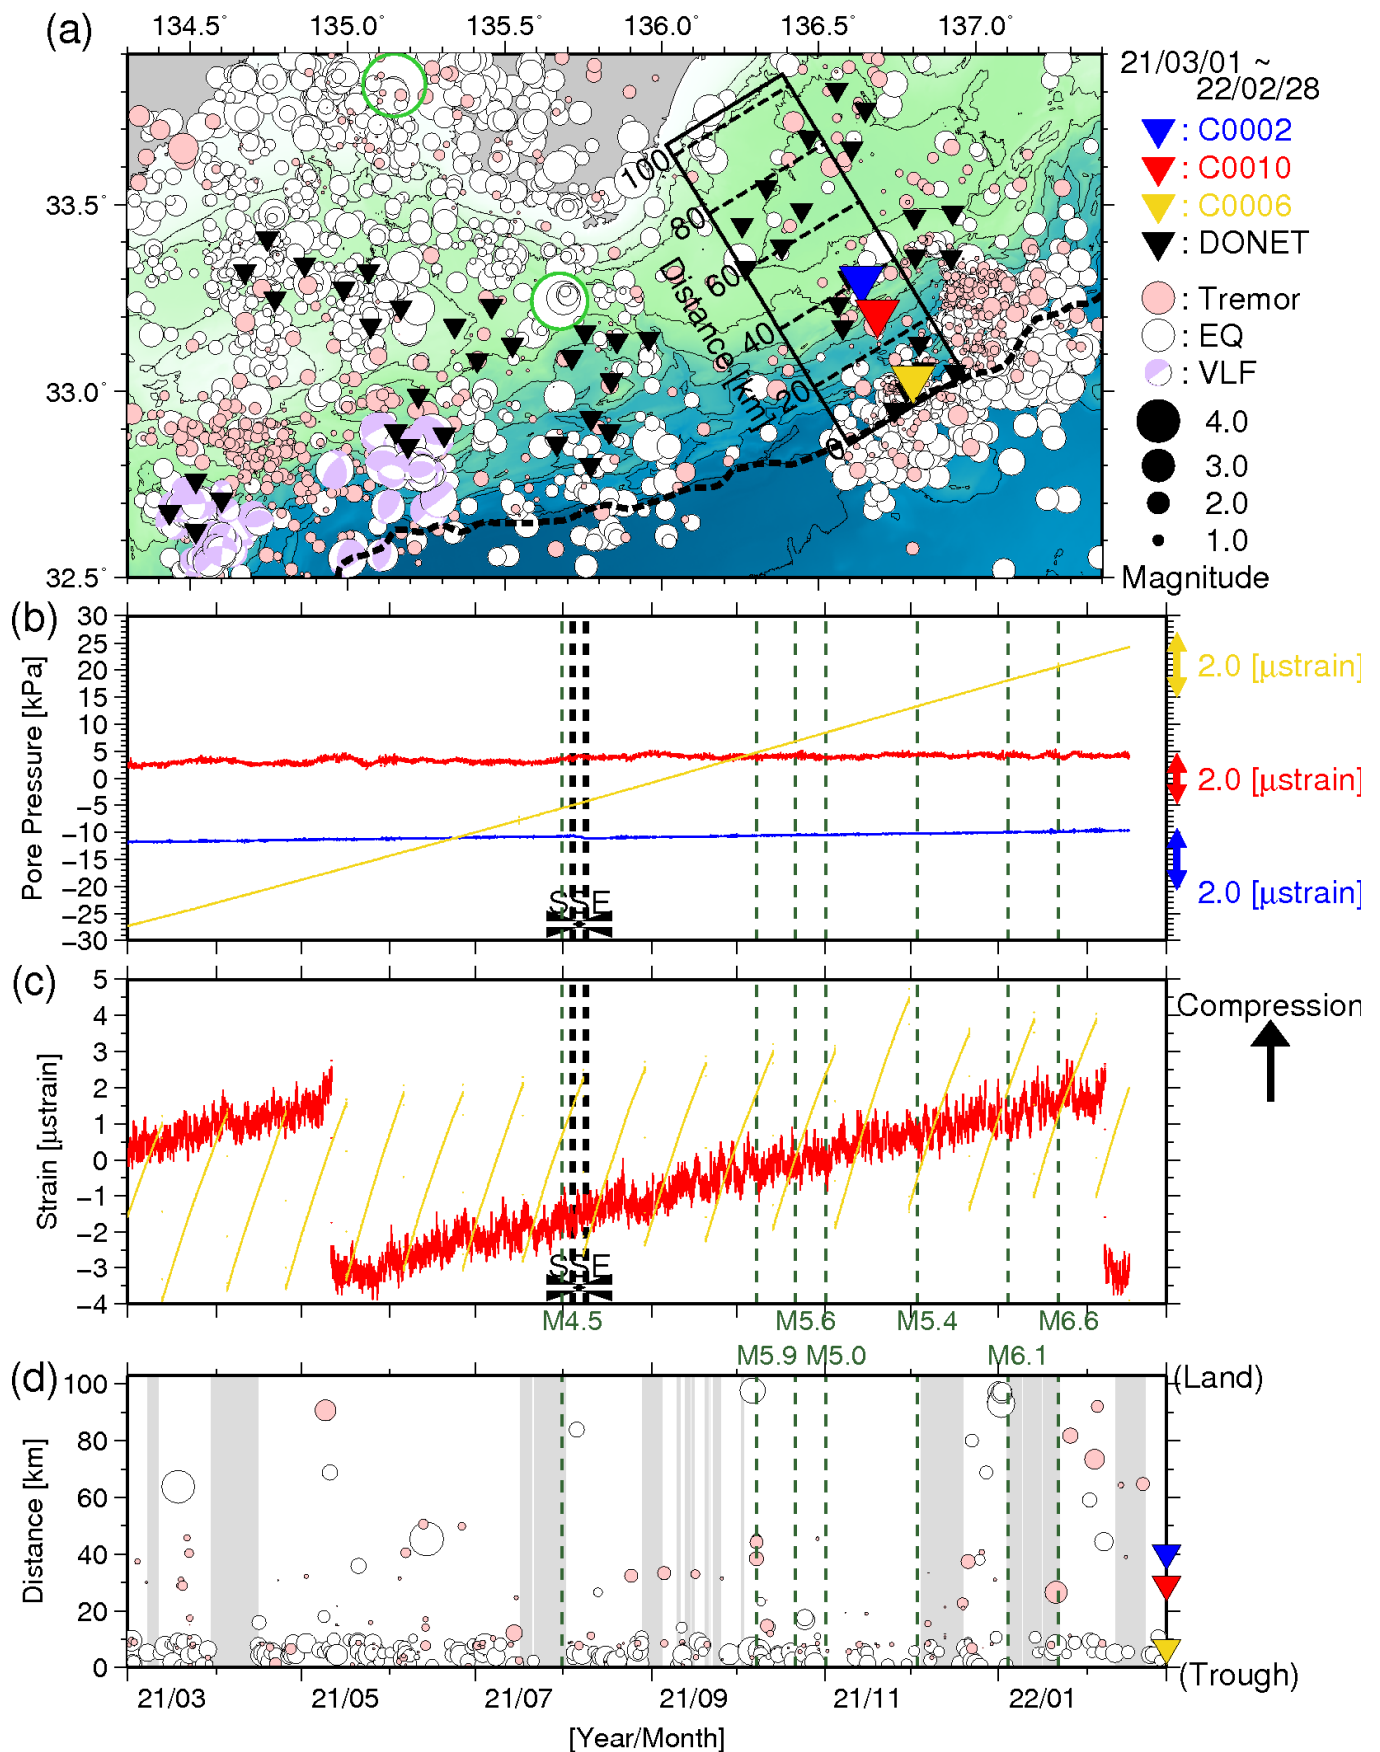 (a)
134.5° 135.0° 135.5° 136.0° 136.5° 137.0°
33.5°
33.0°
32.5°
100
80
60
40
20
0
Distance [km]
21/03/01 ~
22/02/28
: C0002
: C0010
: C0006
: DONET
: Tremor
: EQ
: VLF
4.0
3.0
2.0
1.0
Magnitude
(b)
Pore Pressure [kPa]
30
25
20
15
10
5
0
−5
−10
−15
−20
−25
−30
SSE
2.0 [μstrain]
2.0 [μstrain]
2.0 [μstrain]
(c)
Strain [μstrain]
5
4
3
2
1
0
−1
−2
−3
−4
SSE
Compression
M4.5 M5.6 M5.4 M6.6
M5.9 M5.0 M6.1
(d)
Distance [km]
100
80
60
40
20
0
(Land)
(Trough)
21/03 21/05 21/07 21/09 21/11 22/01
[Year/Month]